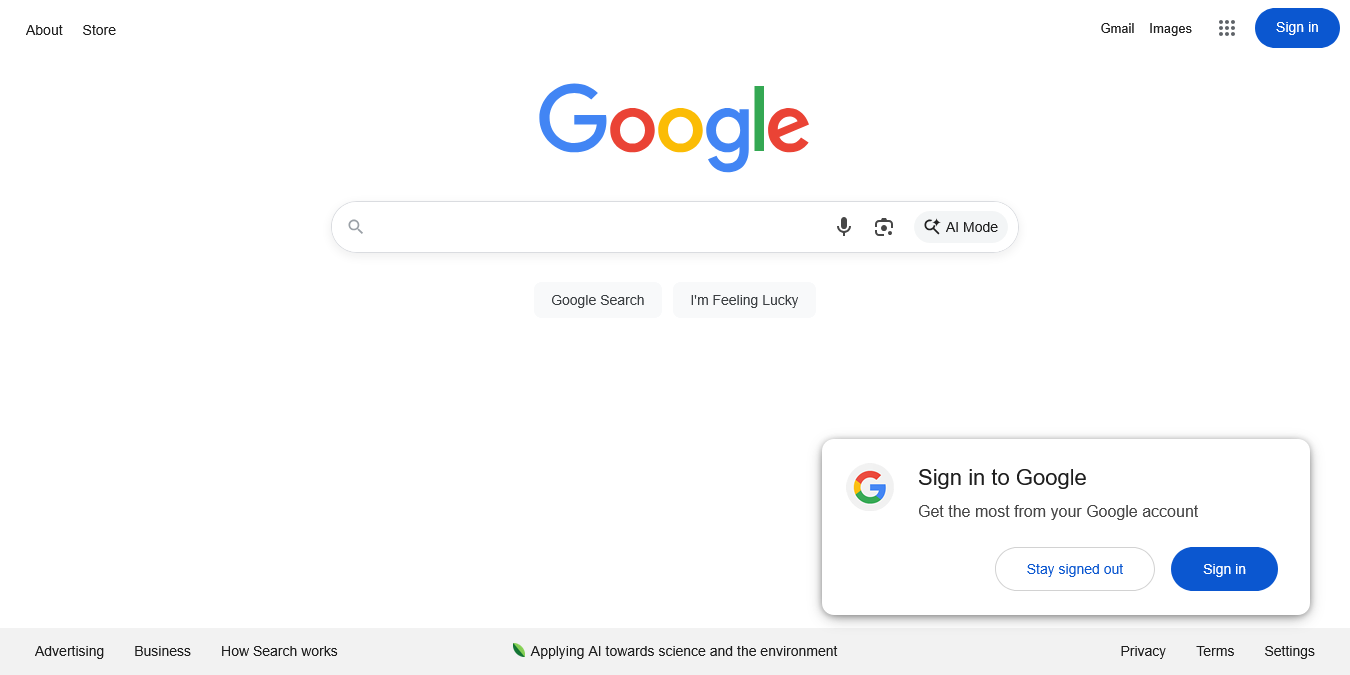 About Store
Gmail Images Sign in
Google
AI Mode
Google Search I'm Feeling Lucky
Sign in to Google
Get the most from your Google account
Stay signed out Sign in
Advertising Business How Search works
Applying AI towards science and the environment
Privacy Terms Settings